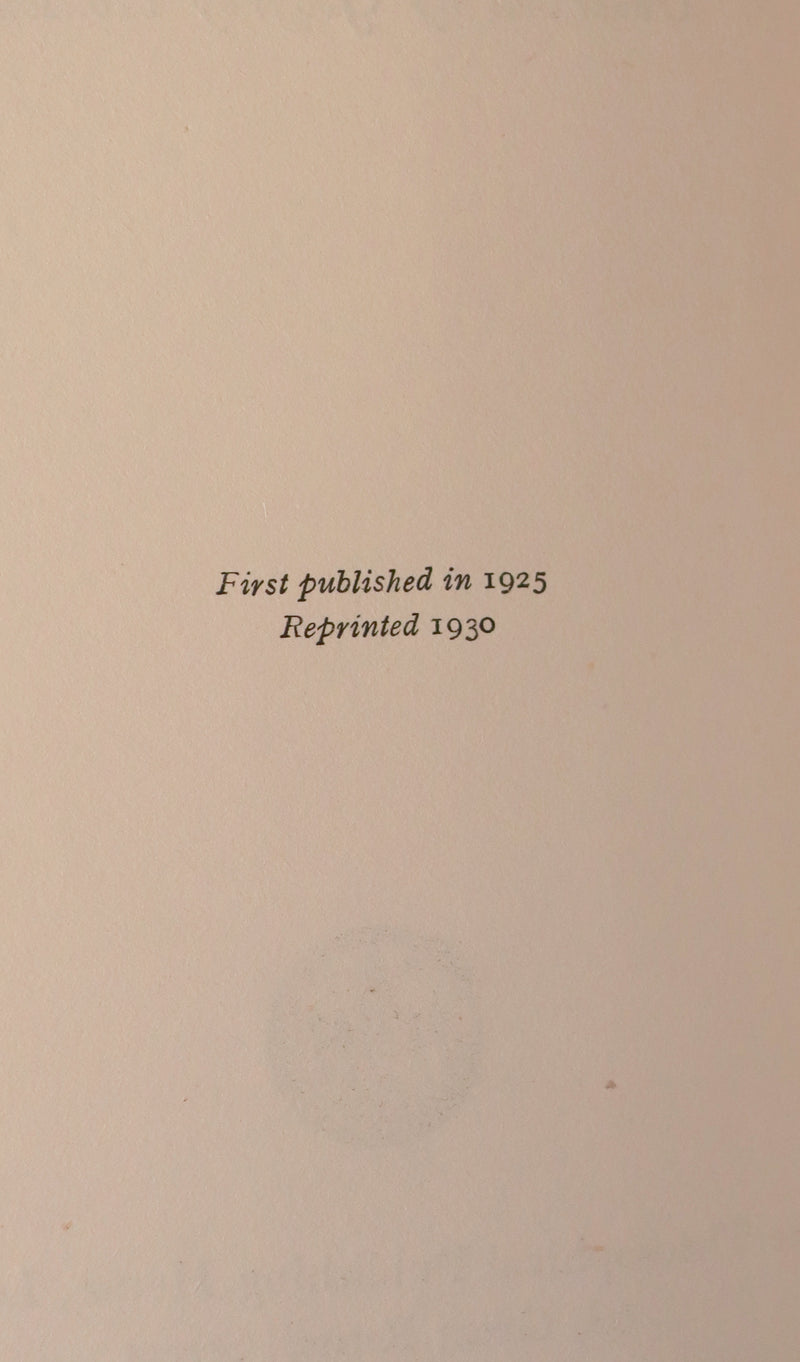 First published in 1925
Reprinted 1930